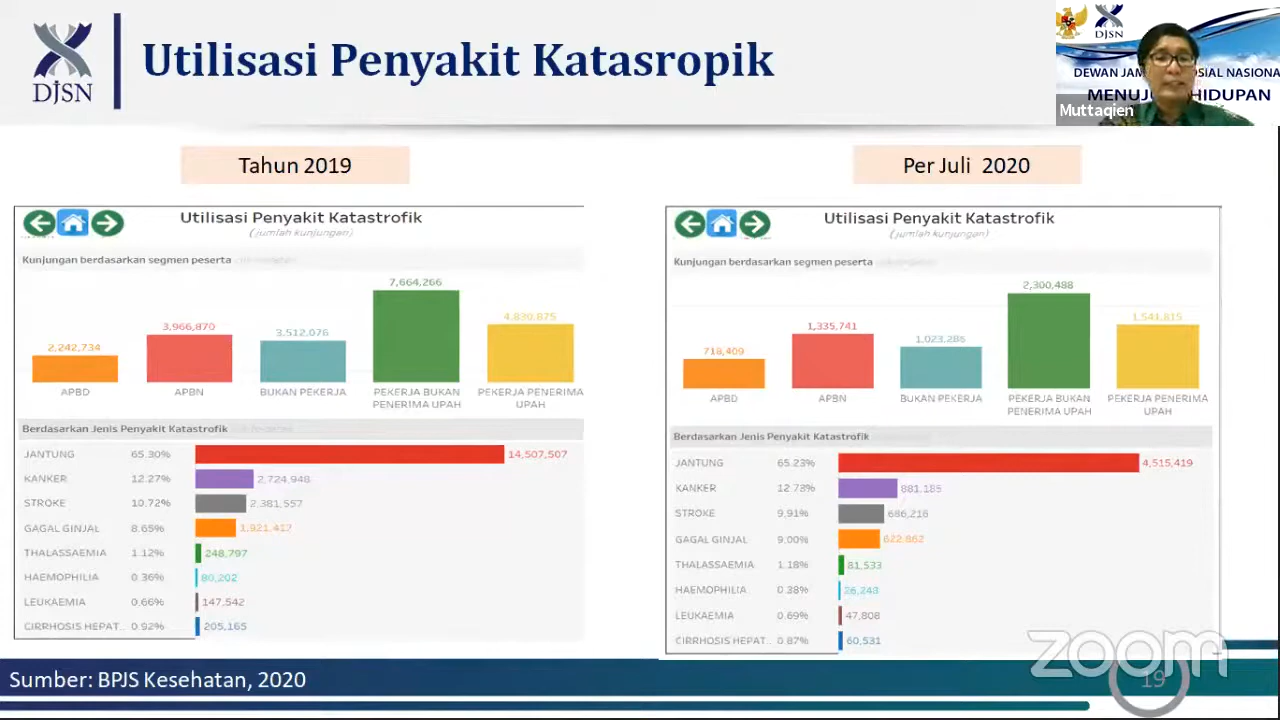 DJSN
Utilisasi Penyakit Katasropik
DJSN
DEWAN JAM
OSIAL NASIONA
MENUJU
HIDUPAN
Muttaqien
Tahun 2019
Utilisasi Penyakit Katastrofik
(jumlah kunjungan)
Kunjungan berdasarkan segmen peserta
2,242,734
3,966,870
3,512,076
7,664,266
4,830,875
APBD
APBN
BUKAN PEKERJA
PEKERJA BUKAN
PENERIMA UPAH
PEKERJA PENERIMA
UPAH
Berdasarkan Jenis Penyakit Katastrofik
JANTUNG 65.30% 14,507,507
KANKER 12.27% 2,724,948
STROKE 10.72% 2,381,557
GAGAL GINJAL 8.65% 1,921,417
THALASSAEMIA 1.12% 248,797
HAEMOPHILIA 0.36% 80,202
LEUKAEMIA 0.66% 147,542
CIRRHOSIS HEPAT.. 0.92% 205,165
Per Juli 2020
Utilisasi Penyakit Katastrofik
(jumlah kunjungan)
Kunjungan berdasarkan segmen peserta
718,409
1,335,741
1,023,286
2,300,488
1,541,815
APBD
APBN
BUKAN PEKERJA
PEKERJA BUKAN
PENERIMA UPAH
PEKERJA PENERIMA
UPAH
Berdasarkan Jenis Penyakit Katastrofik
JANTUNG 65.23% 4,515,419
KANKER 12.73% 881,185
STROKE 9.91% 686,218
GAGAL GINJAL 9.00% 622,862
THALASSAEMIA 1.18% 81,533
HAEMOPHILIA 0.38% 26,248
LEUKAEMIA 0.69% 47,808
CIRRHOSIS HEPAT.. 0.87% 60,531
Sumber: BPJS Kesehatan, 2020
zoom
19